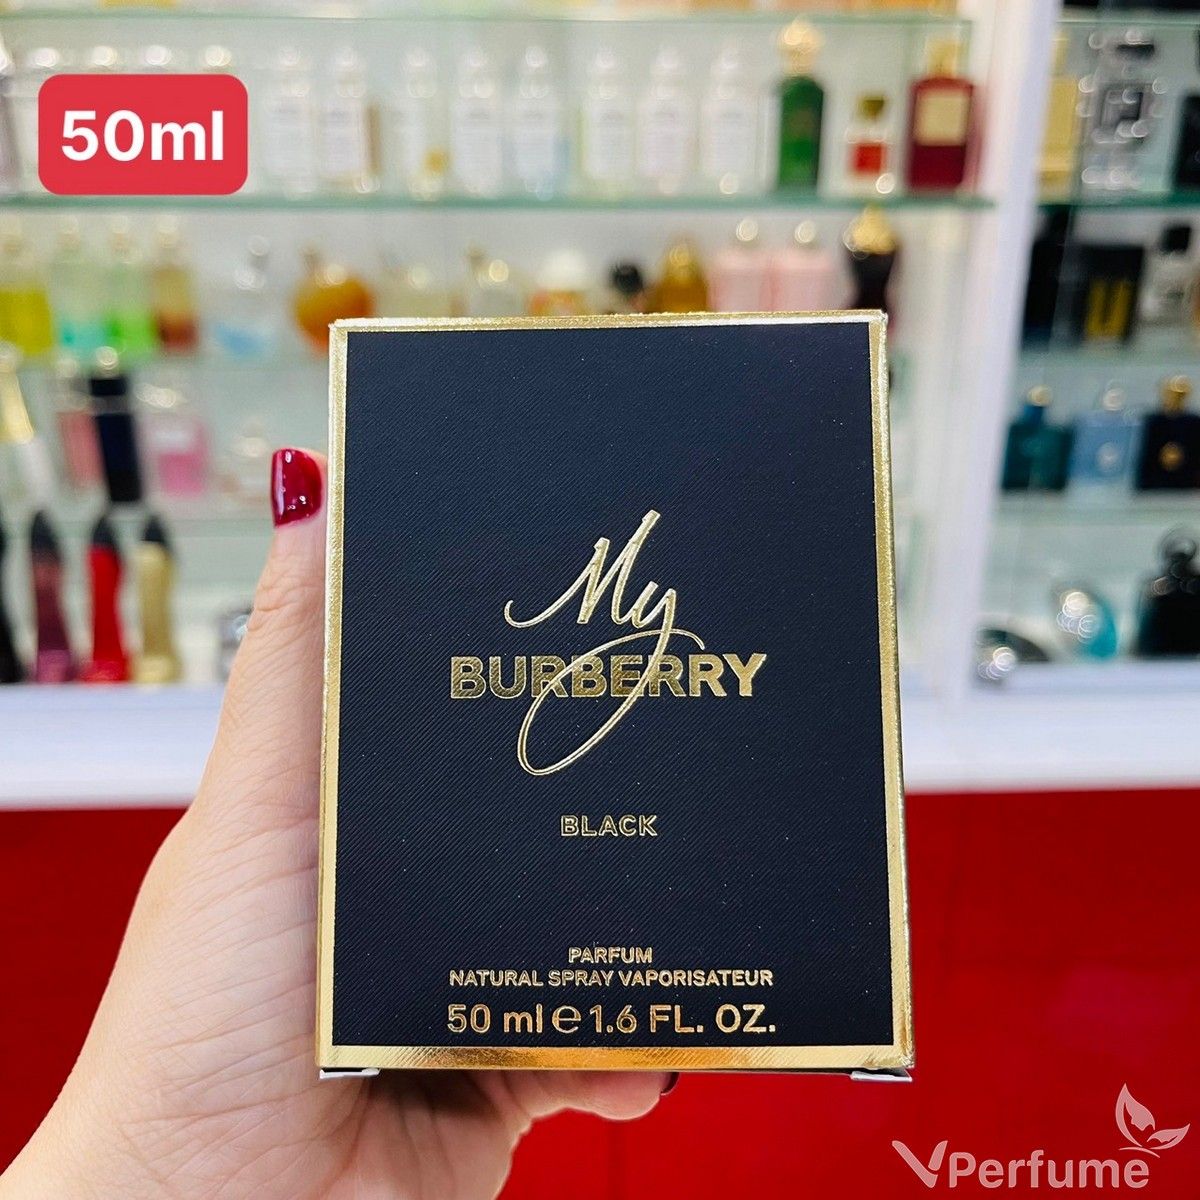 50ml
My
BURBERRY
BLACK
PARFUM
NATURAL SPRAY VAPORISATEUR
50 ml e 1.6 FL. OZ.
VPerfume